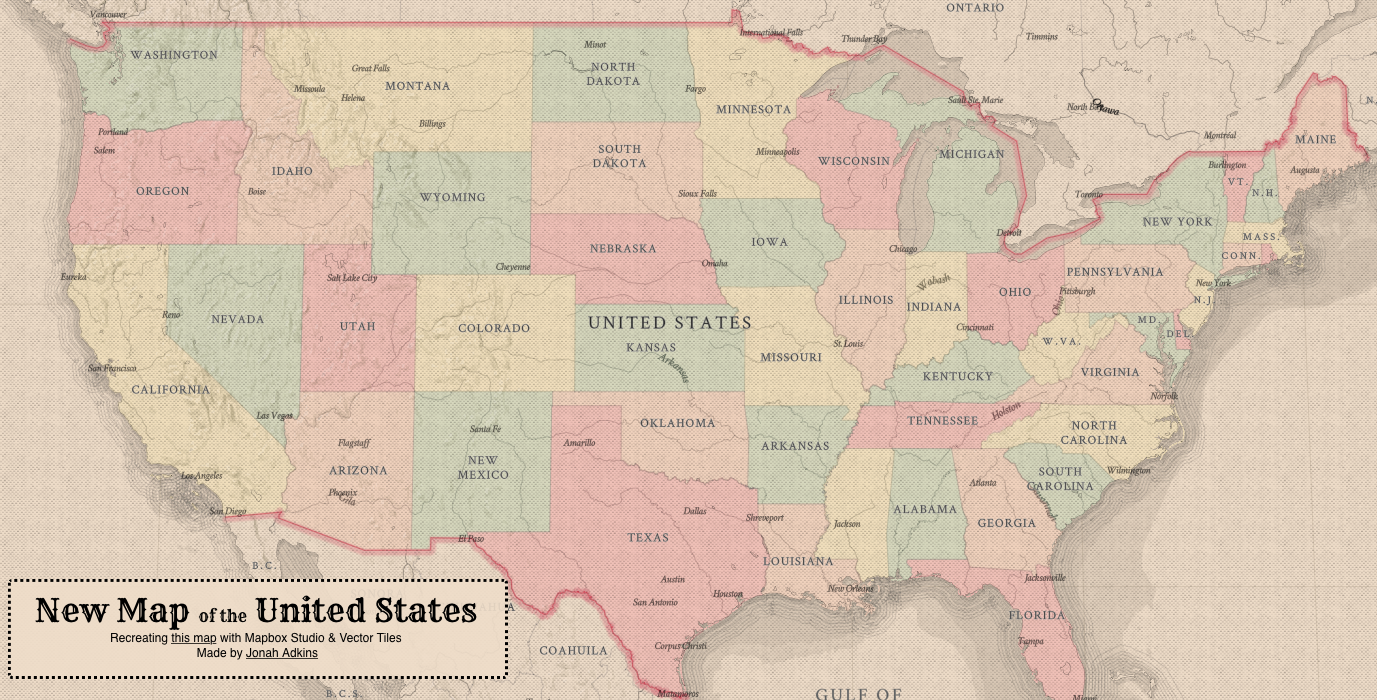 Vancouver
ONTARIO
International Falls
Thunder Bay
Timmins
WASHINGTON
Minot
Great Falls
NORTH
DAKOTA
MONTANA
Missoula
Helena
Fargo
MINNESOTA
Sault Ste. Marie
Ottawa
N.
Billings
Portland
Salem
Montréal
MAINE
SOUTH
DAKOTA
Minneapolis
WISCONSIN
MICHIGAN
Burlington
VT.
Augusta
IDAHO
OREGON
Boise
WYOMING
Sioux Falls
Toronto
N.H.
NEW YORK
Detroit
MASS.
IOWA
NEBRASKA
Chicago
CONN.
Omaha
Cheyenne
PENNSYLVANIA
Eureka
Salt Lake City
Wabash
New York
OHIO
Pittsburgh
ILLINOIS
INDIANA
Ohio
N.J.
Reno
NEVADA
UTAH
COLORADO
UNITED STATES
KANSAS
Arkansas
MISSOURI
St. Louis
Cincinnati
MD.
DEL.
W.VA.
San Francisco
CALIFORNIA
KENTUCKY
VIRGINIA
Norfolk
Las Vegas
Santa Fe
Flagstaff
Amarillo
OKLAHOMA
TENNESSEE
Holston
NORTH
CAROLINA
ARKANSAS
ARIZONA
NEW
MEXICO
Los Angeles
Phoenix
Gila
Atlanta
SOUTH
CAROLINA
Wilmington
Savannah
San Diego
Dallas
Shreveport
Jackson
ALABAMA
GEORGIA
El Paso
TEXAS
LOUISIANA
B.C.
Austin
San Antonio
Houston
New Orleans
Jacksonville
FLORIDA
Tampa
COAHUILA
Corpus Christi
Matamoros
Miami
B.C.S.
GULF OF
New Map of the United States
Recreating this map with Mapbox Studio & Vector Tiles
Made by Jonah Adkins